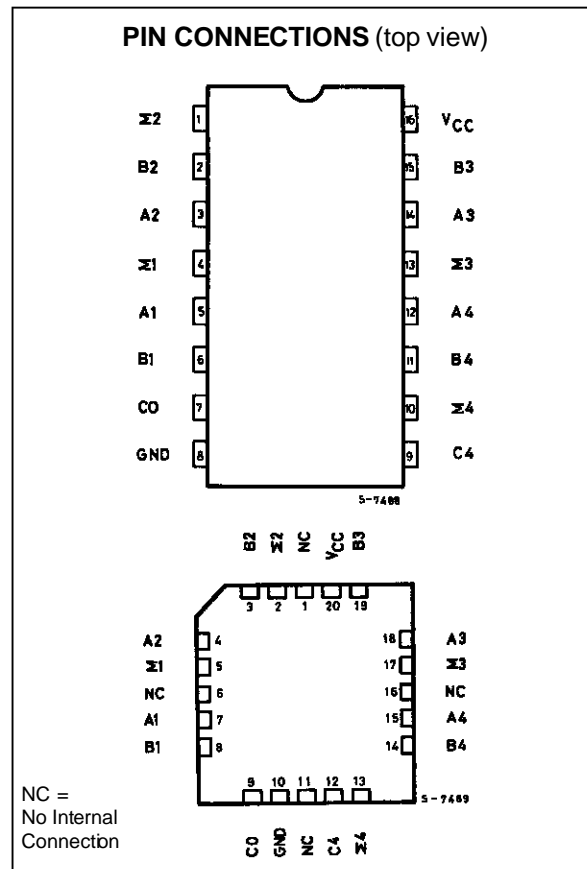 PIN CONNECTIONS (top view)
Σ2 1 16 VCC
B2 2 15 B3
A2 3 14 A3
Σ1 4 13 Σ3
A1 5 12 A4
B1 6 11 B4
C0 7 10 Σ4
GND 8 9 C4
S-7468
B2 Σ2 NC VCC B3
3 2 1 20 19
A2 4 18 A3
Σ1 5 17 Σ3
NC 6 16 NC
A1 7 15 A4
B1 8 14 B4
9 10 11 12 13
S-7469
C0 GND NC C4 Σ4
NC =
No Internal
Connection